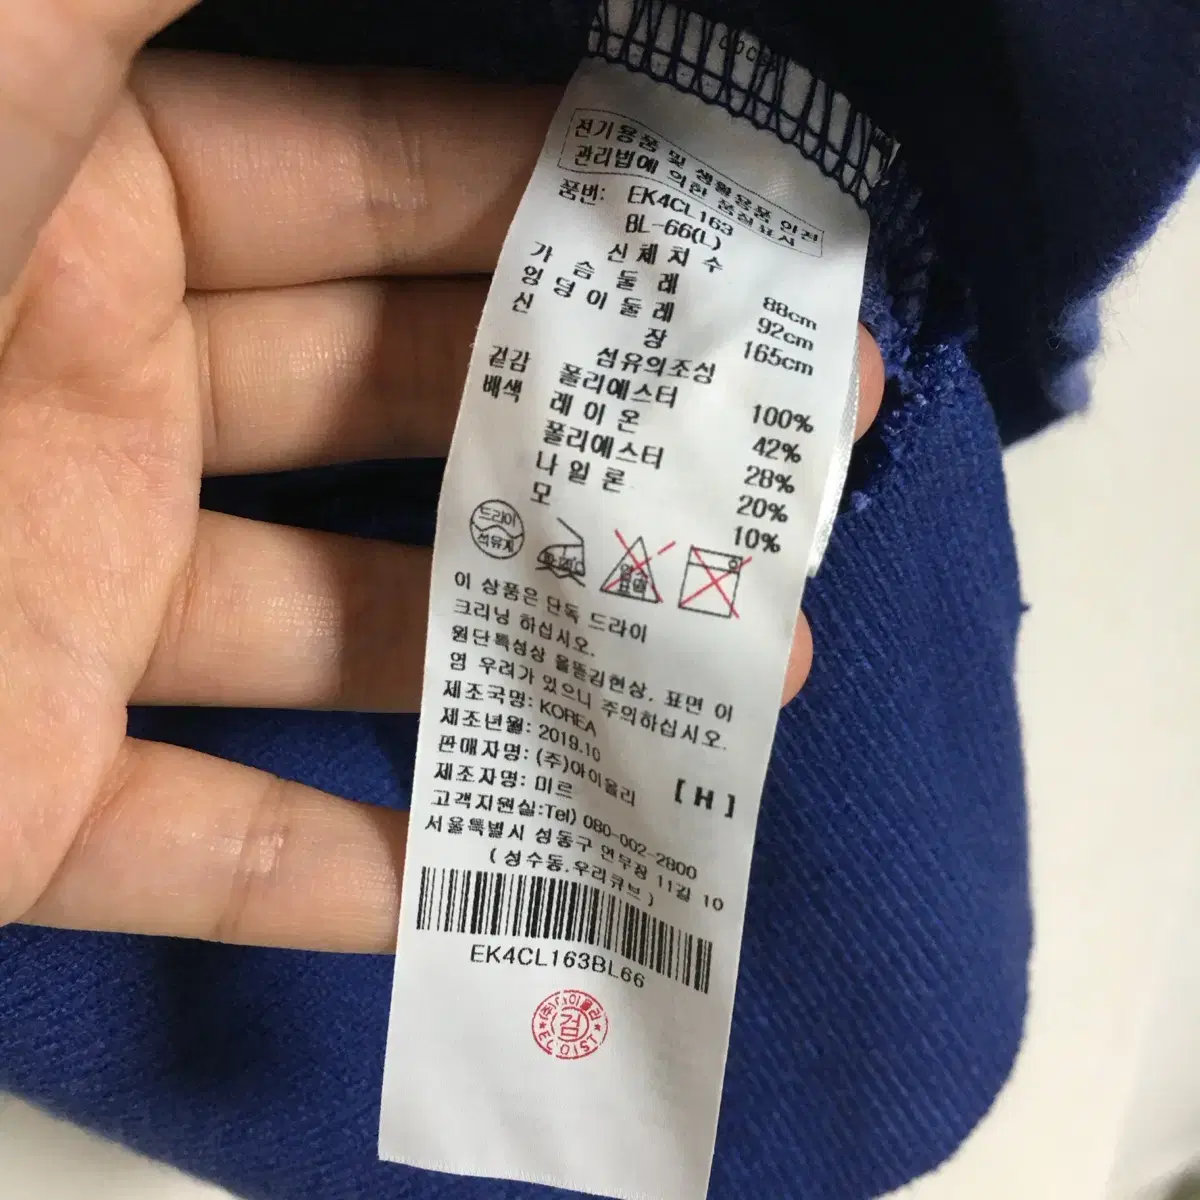 전기용품 및 생활용품 안전
관리법에 의한 품질표시
품번: EK4CL163
BL-66(L)
신체치수
가슴둘레 88cm
엉덩이둘레 92cm
신장 165cm
섬유의조성
겉감 폴리에스터 100%
배색 레이온 42%
폴리에스터 28%
나일론 20%
모 10%
드라이
석유계
이 상품은 단독 드라이
크리닝 하십시오.
원단특성상 올뜯김현상, 표면 이
염 우려가 있으니 주의하십시오.
제조국명: KOREA
제조년월: 2019.10
판매자명: (주)아이올리
제조자명: 미르 [ H ]
고객지원실:Tel) 080-002-2800
서울특별시 성동구 연무장 11길 10
( 성수동,우리큐브 )
EK4CL163BL66
(주)아이올리
검
EGOIST